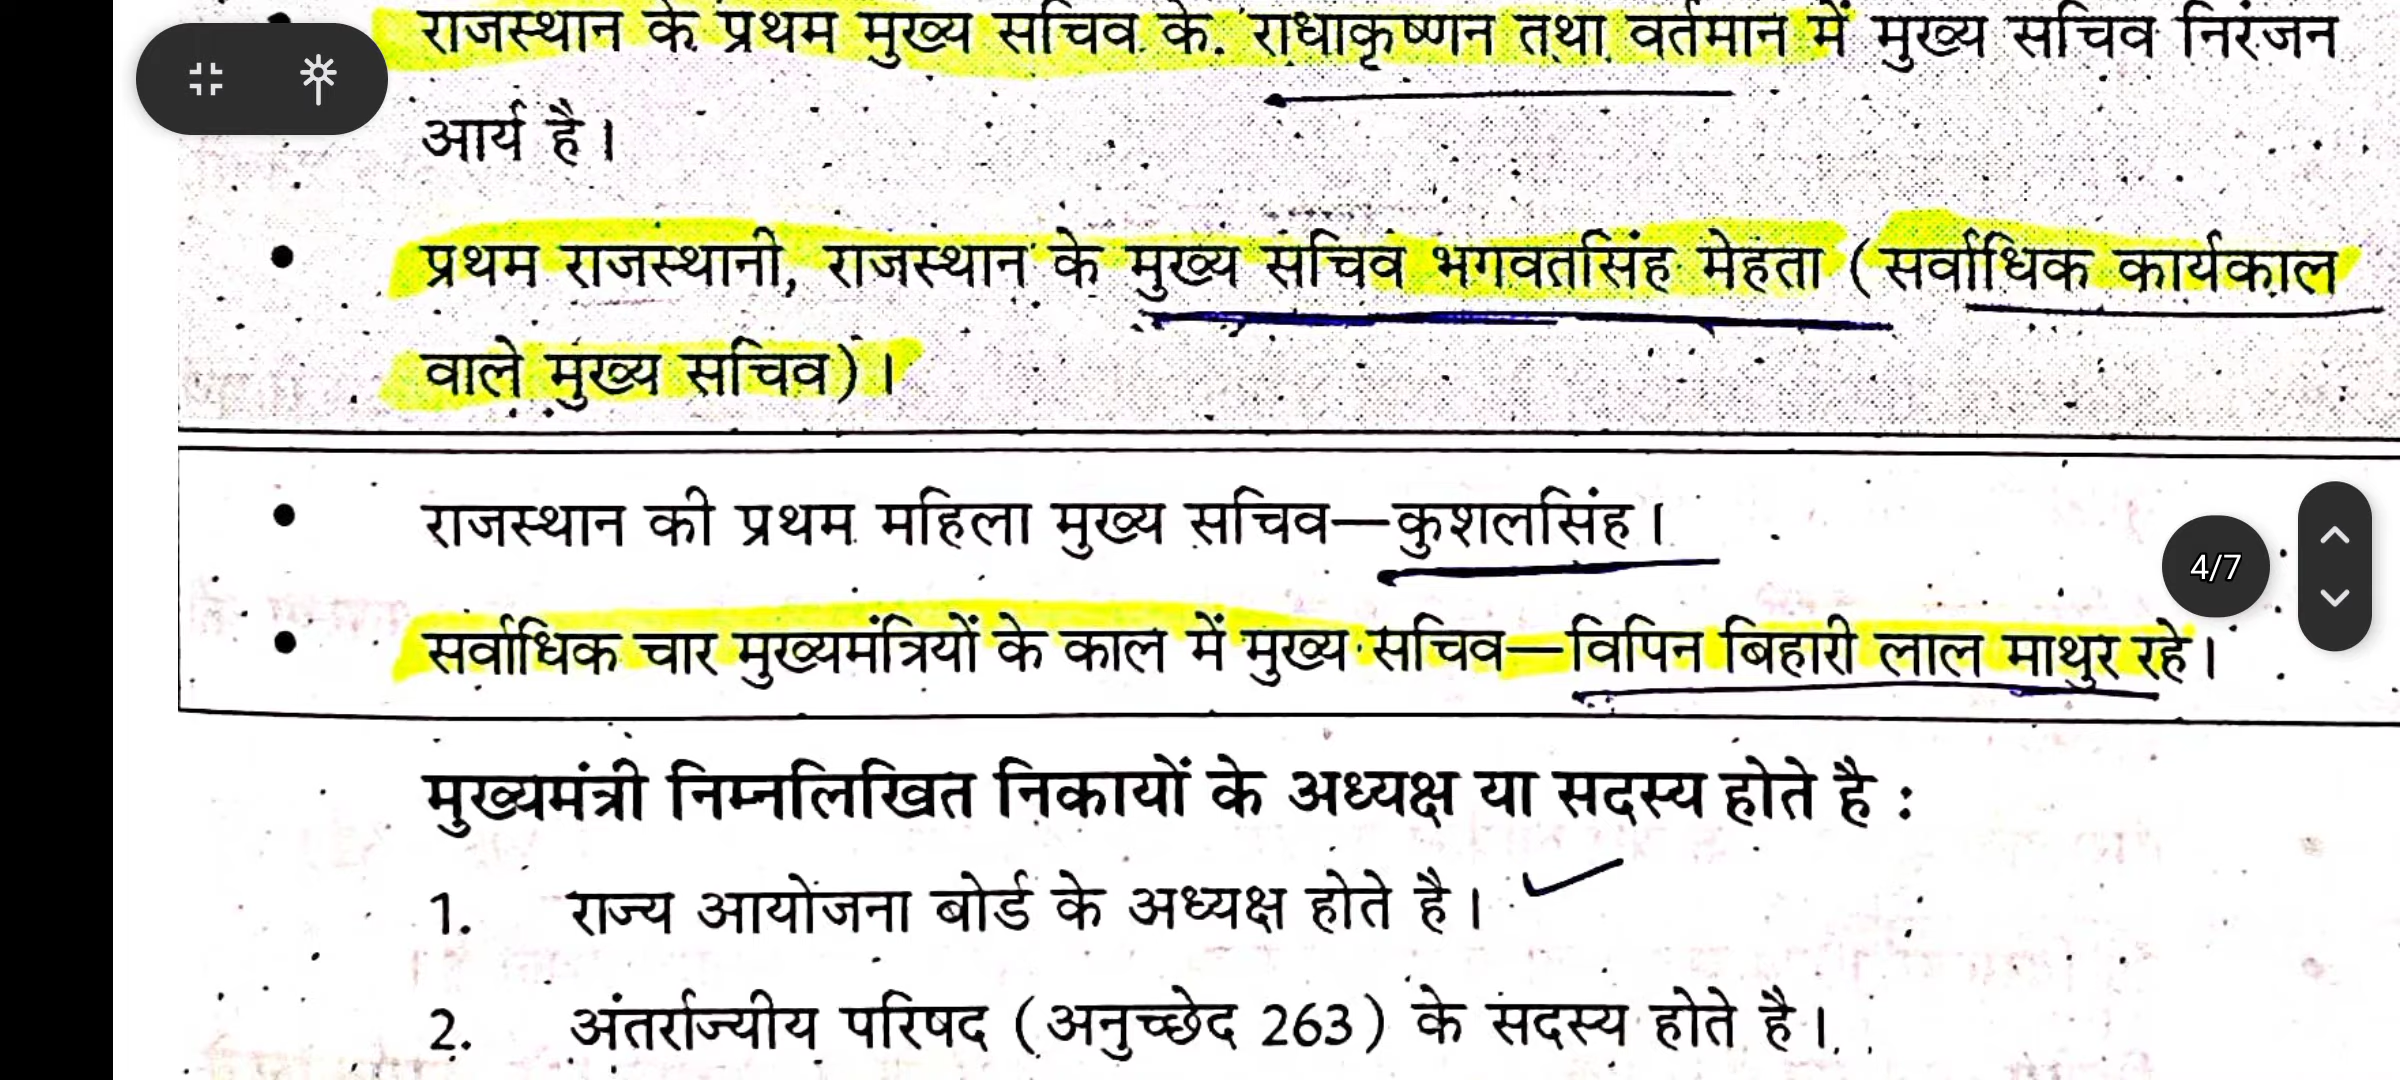 राजस्थान के प्रथम मुख्य सचिव के. राधाकृष्णन तथा वर्तमान में मुख्य सचिव निरंजन
आर्य है।
• प्रथम राजस्थानी, राजस्थान के मुख्य सचिव भगवतसिंह मेहता (सर्वाधिक कार्यकाल
वाले मुख्य सचिव)।
• राजस्थान की प्रथम महिला मुख्य सचिव—कुशलसिंह।
4/7
• सर्वाधिक चार मुख्यमंत्रियों के काल में मुख्य सचिव—विपिन बिहारी लाल माथुर रहे।
मुख्यमंत्री निम्नलिखित निकायों के अध्यक्ष या सदस्य होते है :
1. राज्य आयोजना बोर्ड के अध्यक्ष होते है।
2. अंतर्राज्यीय परिषद (अनुच्छेद 263) के सदस्य होते है।